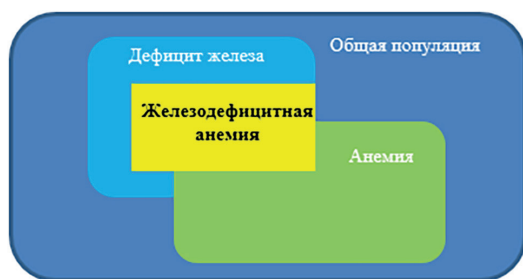 Общая популяция
Дефицит железа
Железодефицитная
анемия
Анемия